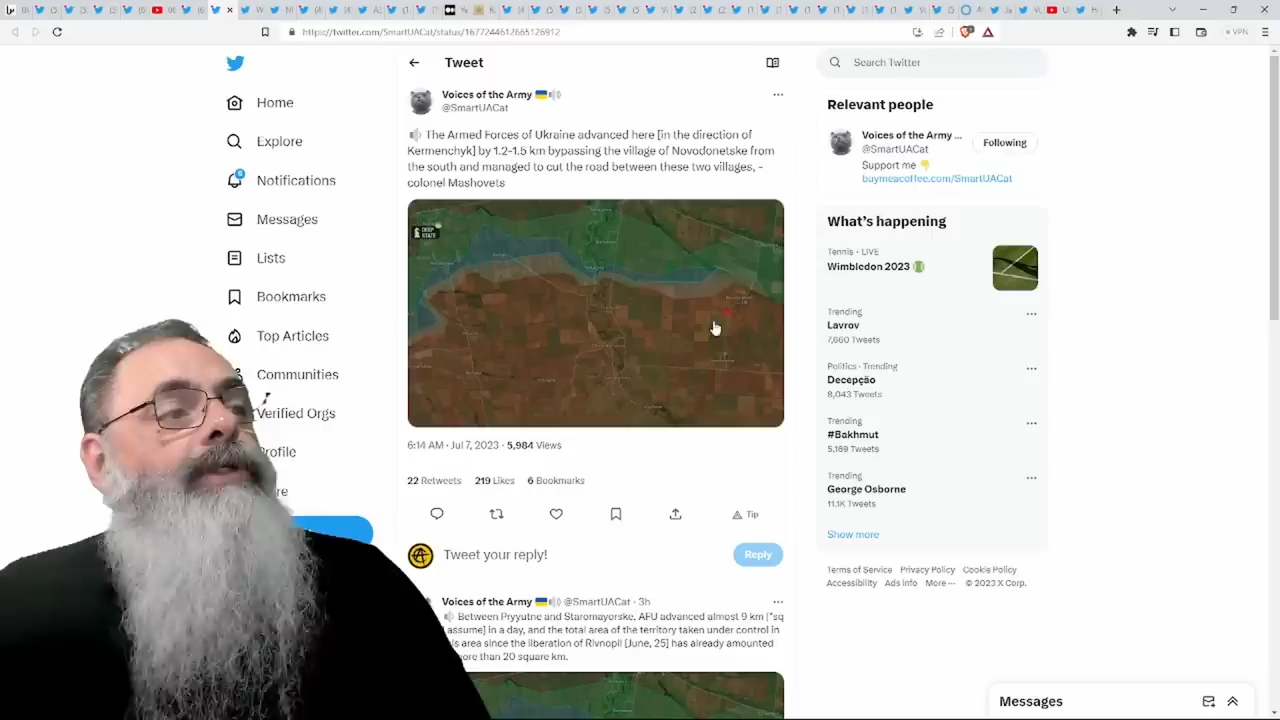 https://twitter.com/SmartUACat/status/1677244612665126912
VPN
Tweet
Search Twitter
Home
Explore
Notifications
Messages
Lists
Bookmarks
Top Articles
Communities
Verified Orgs
Profile
Voices of the Army
@SmartUACat
The Armed Forces of Ukraine advanced here [in the direction of
Kermenchyk] by 1.2-1.5 km bypassing the village of Novodonetske from
the south and managed to cut the road between these two villages, -
colonel Mashovets
DEEP
STATE
6:14 AM · Jul 7, 2023 · 5,984 Views
22 Retweets 219 Likes 6 Bookmarks
Tip
Tweet your reply!
Reply
Voices of the Army @SmartUACat · 3h
Between Pryyutne and Staromayorske, AFU advanced almost 9 km [*sq
assume] in a day, and the total area of the territory taken under control in
area since the liberation of Rivnopil [June, 25] has already amounted
more than 20 square km.
Relevant people
Voices of the Army ...
@SmartUACat
Following
Support me
buymeacoffee.com/SmartUACat
What's happening
Tennis · LIVE
Wimbledon 2023
Trending
Lavrov
7,660 Tweets
Politics · Trending
Decepção
8,043 Tweets
Trending
#Bakhmut
5,169 Tweets
Trending
George Osborne
11.1K Tweets
Show more
Terms of Service Privacy Policy Cookie Policy
Accessibility Ads info More ··· © 2023 X Corp.
Messages